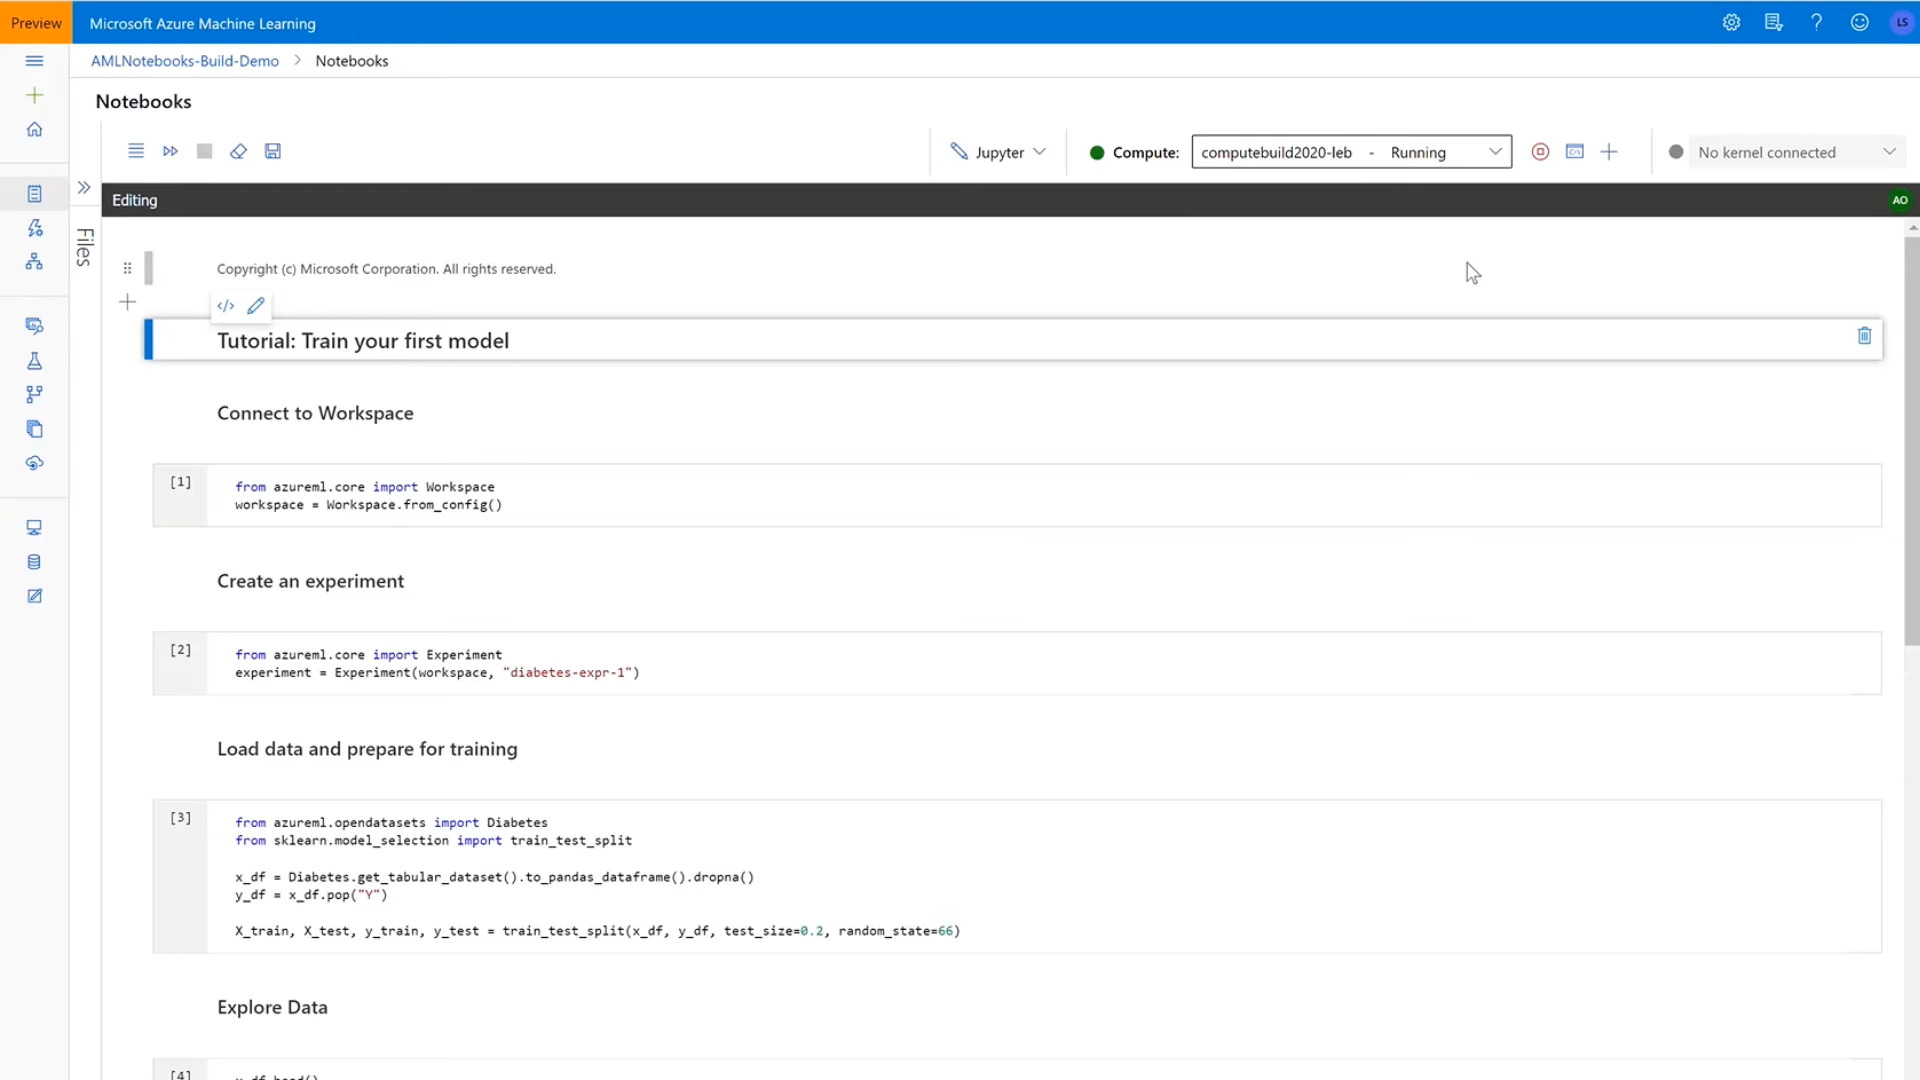 Preview
Microsoft Azure Machine Learning
LS
AMLNotebooks-Build-Demo > Notebooks
Notebooks
Jupyter
Compute: computebuild2020-leb - Running
No kernel connected
Editing
AO
Files
Copyright (c) Microsoft Corporation. All rights reserved.
</>
Tutorial: Train your first model
Connect to Workspace
[1]
from azureml.core import Workspace
workspace = Workspace.from_config()
Create an experiment
[2]
from azureml.core import Experiment
experiment = Experiment(workspace, "diabetes-expr-1")
Load data and prepare for training
[3]
from azureml.opendatasets import Diabetes
from sklearn.model_selection import train_test_split
x_df = Diabetes.get_tabular_dataset().to_pandas_dataframe().dropna()
y_df = x_df.pop("Y")
X_train, X_test, y_train, y_test = train_test_split(x_df, y_df, test_size=0.2, random_state=66)
Explore Data
[4]
x_df.head()